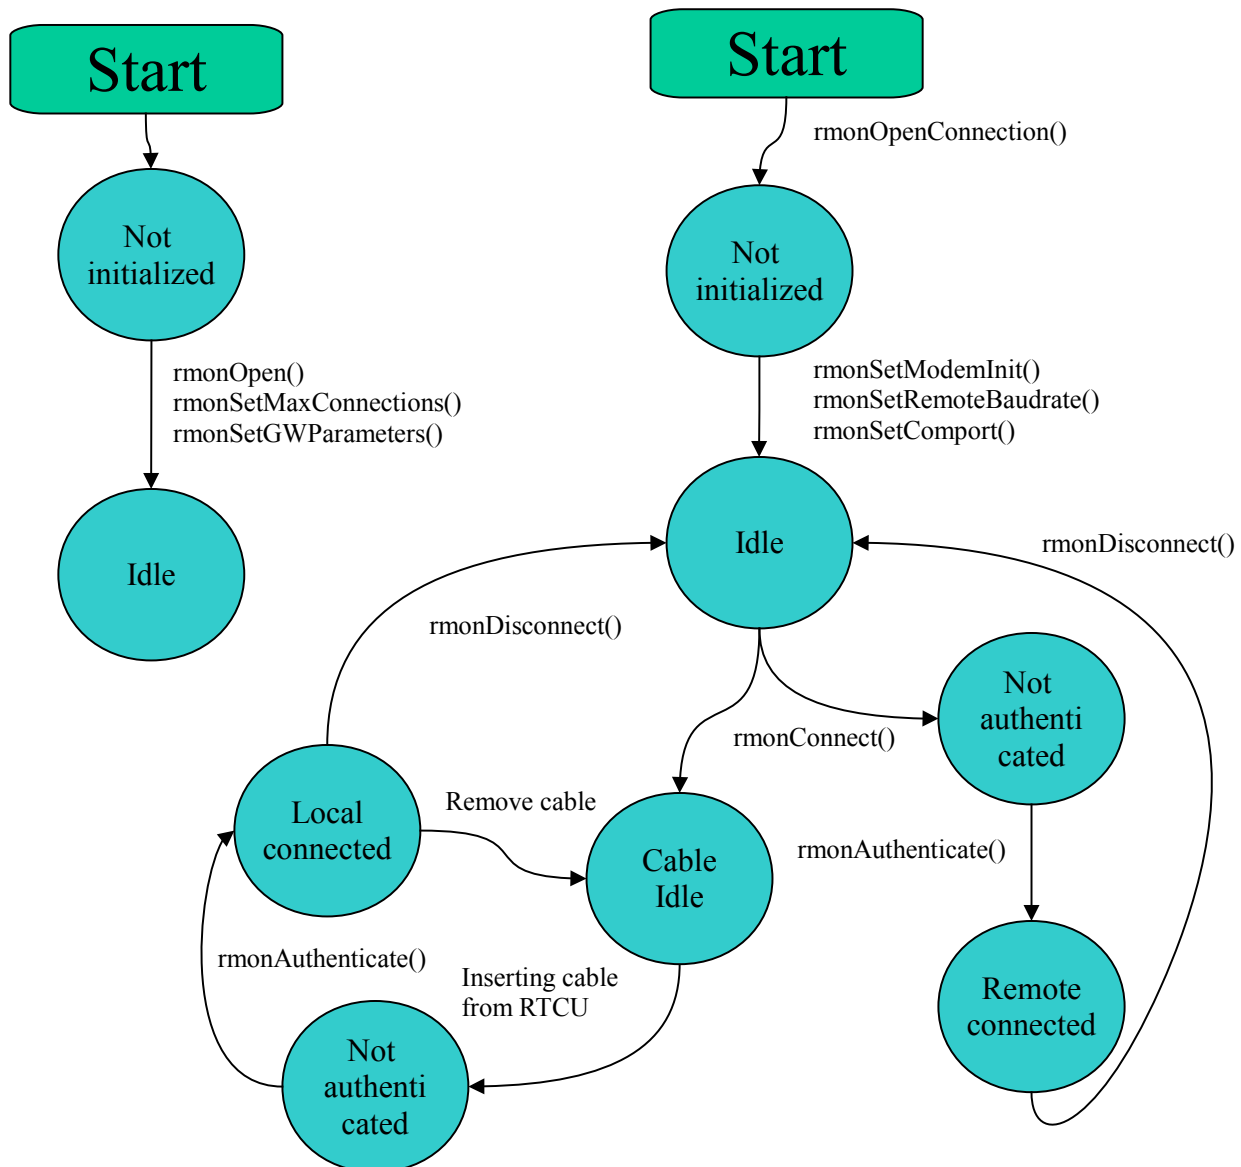 Start
Not
initialized
rmonOpen()
rmonSetMaxConnections()
rmonSetGWParameters()
Idle
Start
rmonOpenConnection()
Not
initialized
rmonSetModemInit()
rmonSetRemoteBaudrate()
rmonSetComport()
Idle
rmonDisconnect()
rmonDisconnect()
Not
authenti
cated
rmonConnect()
Local
connected
Remove cable
Cable
Idle
rmonAuthenticate()
rmonAuthenticate()
Inserting cable
from RTCU
Remote
connected
Not
authenti
cated